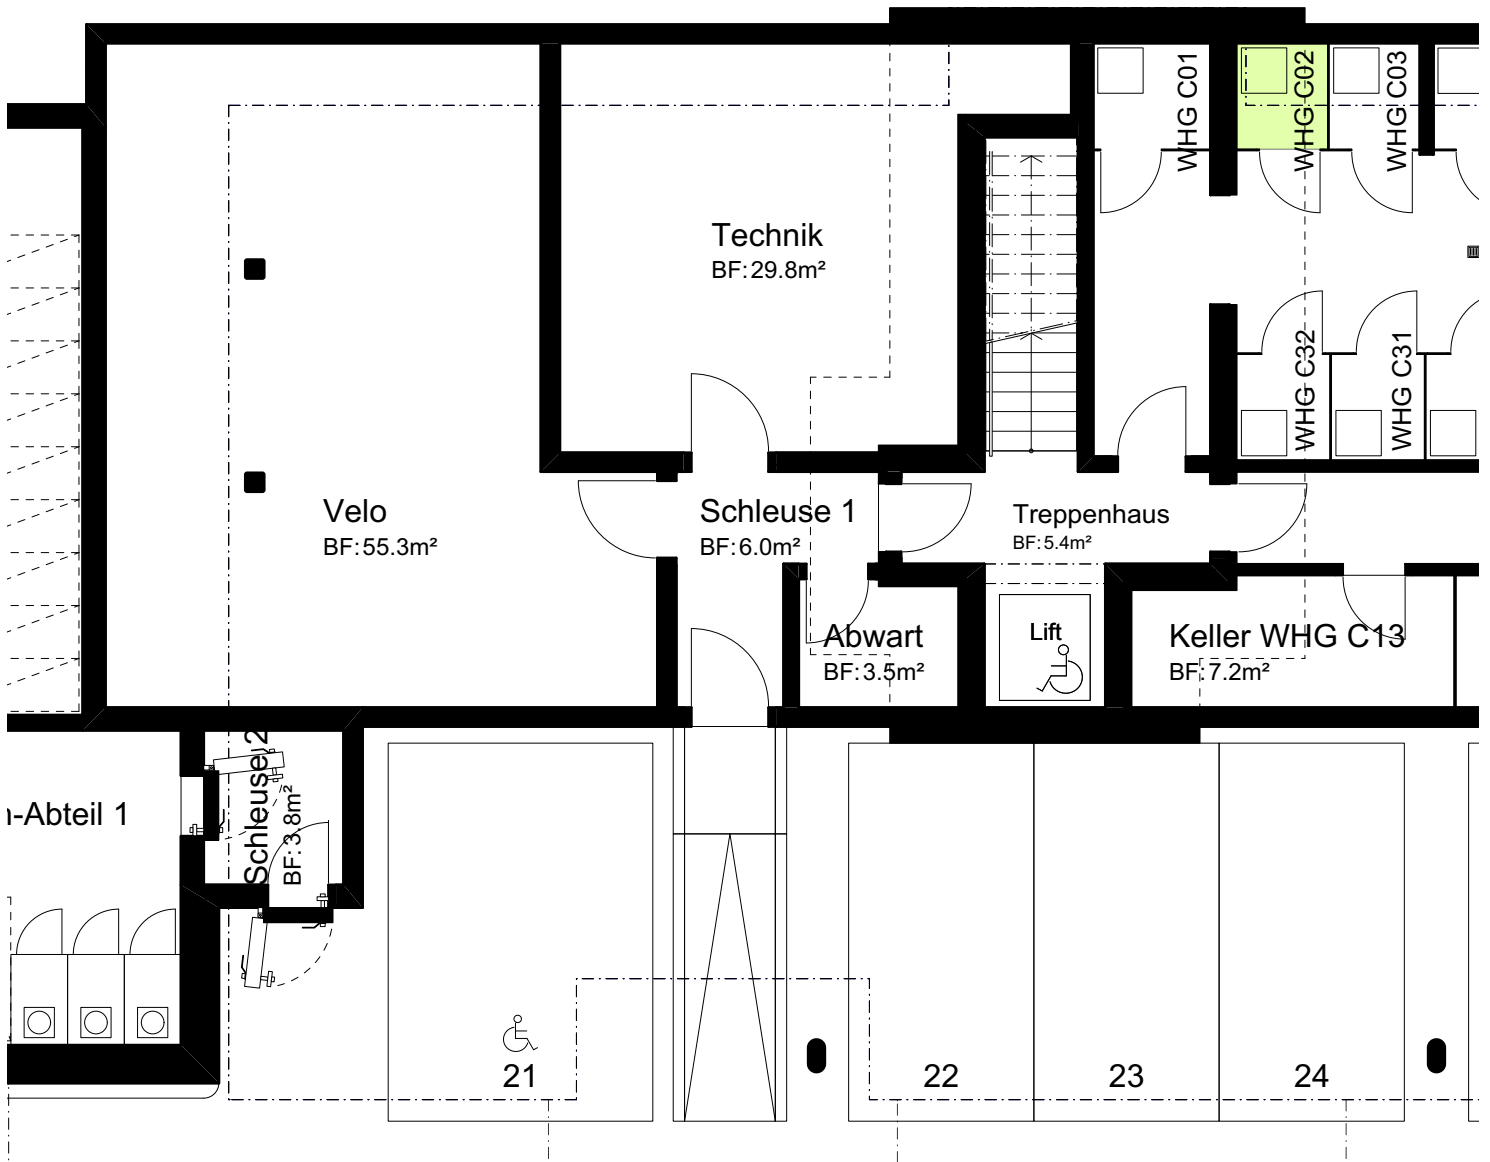 WHG C01
WHG C02
WHG C03
Technik
BF:29.8m²
WHG C32
WHG C31
Velo
BF:55.3m²
Schleuse 1
BF:6.0m²
Treppenhaus
BF:5.4m²
Abwart
BF:3.5m²
Lift
Keller WHG C13
BF:7.2m²
Schleuse 2
BF:3.8m²
-Abteil 1
21
22
23
24